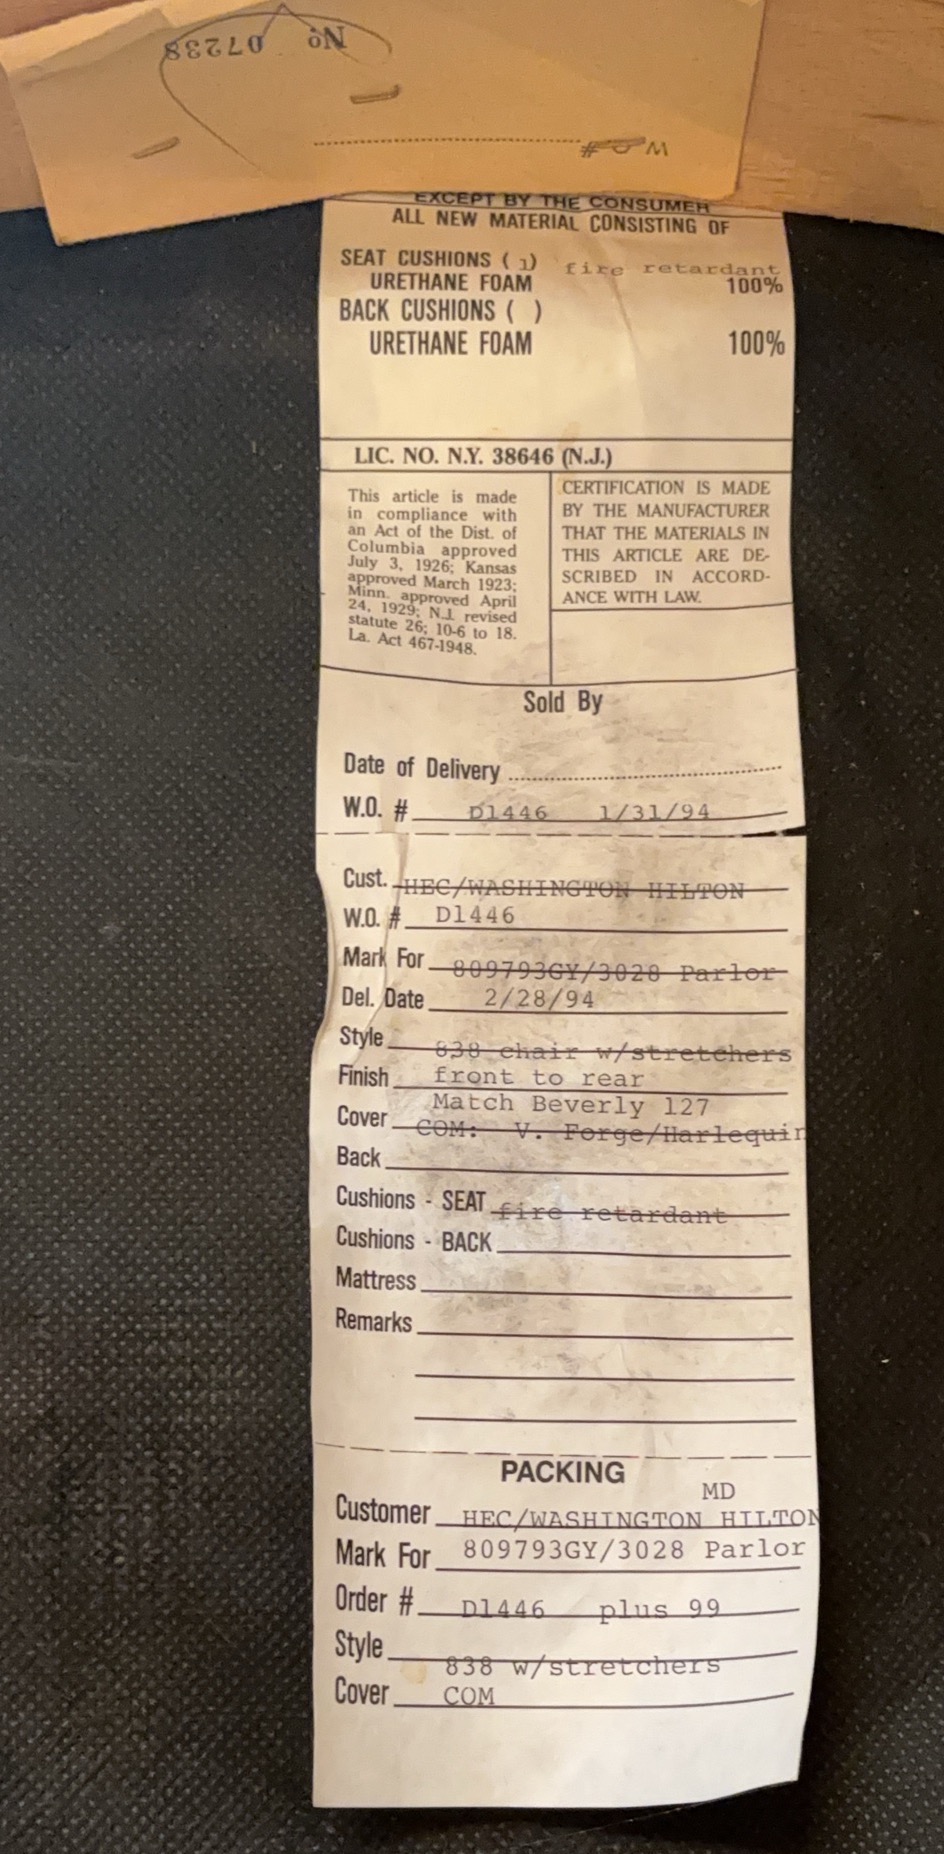 No 07238
W O #
EXCEPT BY THE CONSUMER
ALL NEW MATERIAL CONSISTING OF
SEAT CUSHIONS (1) fire retardant
URETHANE FOAM 100%
BACK CUSHIONS ( )
URETHANE FOAM 100%
LIC. NO. N.Y. 38646 (N.J.)
This article is made
in compliance with
an Act of the Dist. of
Columbia approved
July 3, 1926; Kansas
approved March 1923;
Minn. approved April
24, 1929; N.J. revised
statute 26; 10-6 to 18.
La. Act 467-1948.
CERTIFICATION IS MADE
BY THE MANUFACTURER
THAT THE MATERIALS IN
THIS ARTICLE ARE DE-
SCRIBED IN ACCORD-
ANCE WITH LAW.
Sold By
Date of Delivery
W.O. # D1446 1/31/94
Cust. HEC/WASHINGTON HILTON
W.O. # D1446
Mark For 809793GY/3028 Parlor
Del. Date 2/28/94
Style 838 chair w/stretchers
Finish front to rear
Match Beverly 127
Cover COM: V. Forge/Harlequin
Back
Cushions - SEAT fire retardant
Cushions - BACK
Mattress
Remarks
PACKING
MD
Customer HEC/WASHINGTON HILTON
Mark For 809793GY/3028 Parlor
Order # D1446 plus 99
Style 838 w/stretchers
Cover COM